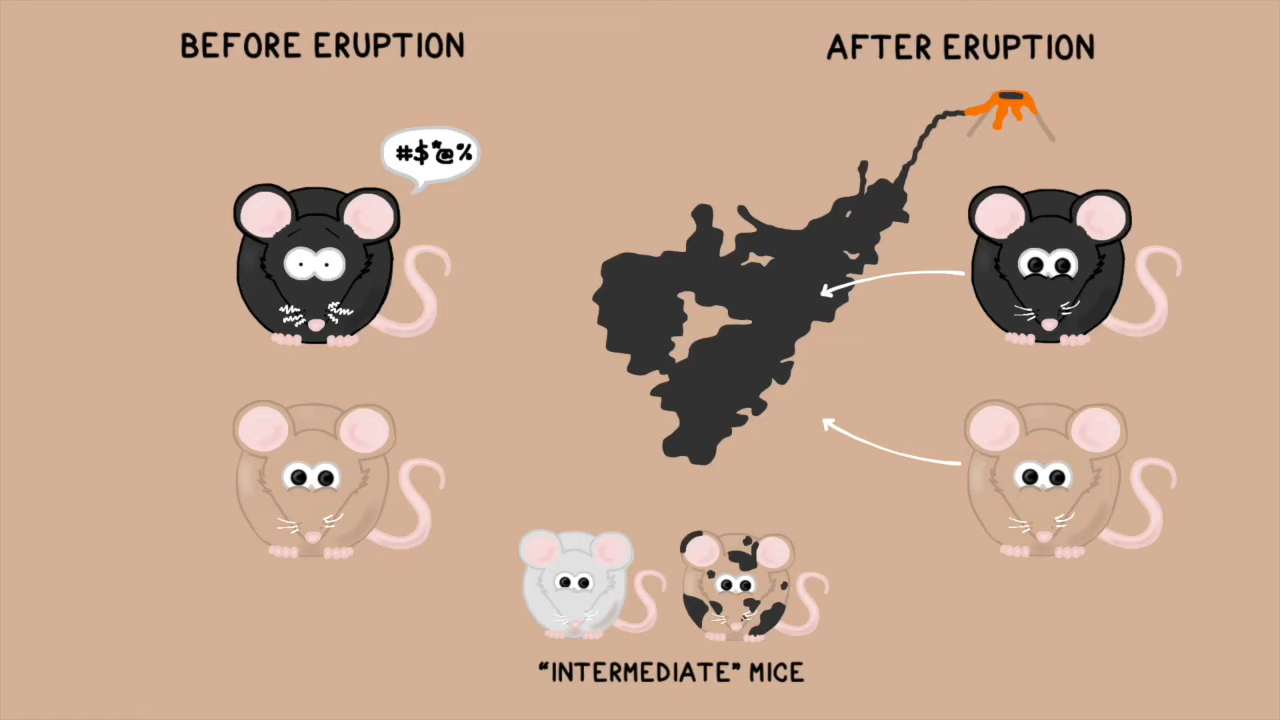 BEFORE ERUPTION
AFTER ERUPTION
#$*@%
“INTERMEDIATE” MICE